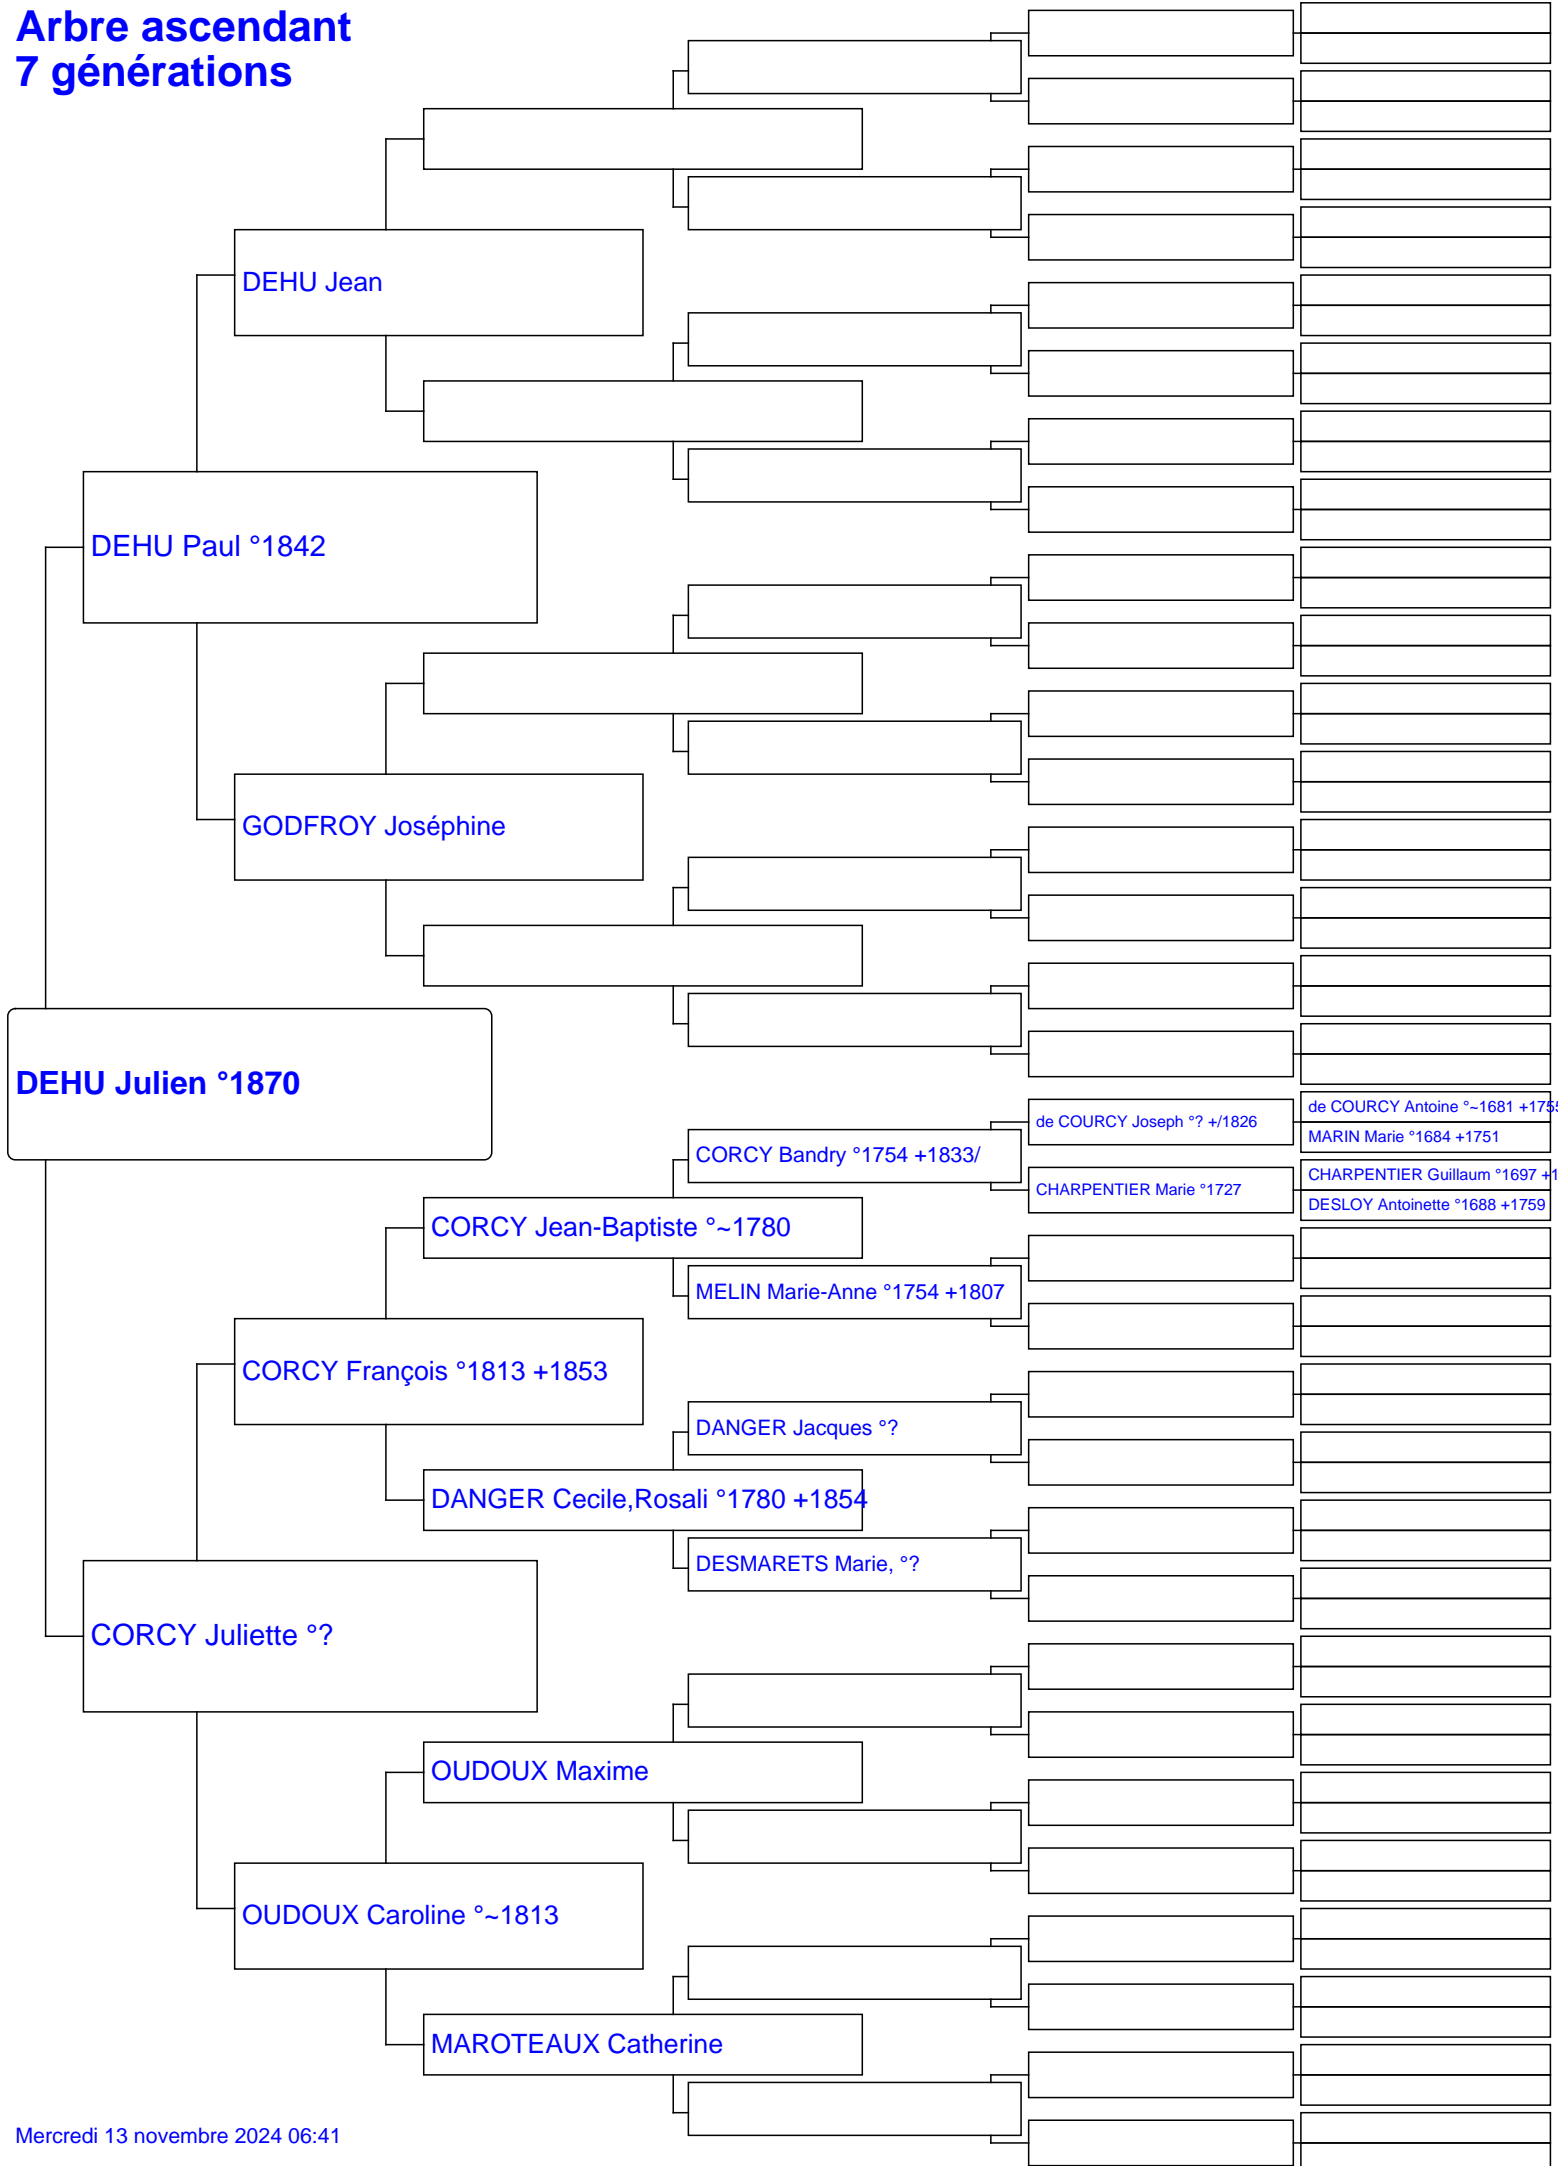 Arbre ascendant
7 générations
DEHU Jean
DEHU Paul °1842
GODFROY Joséphine
DEHU Julien °1870
de COURCY Joseph °? +/1826
de COURCY Antoine °~1681 +1755
MARIN Marie °1684 +1751
CORCY Bandry °1754 +1833/
CHARPENTIER Marie °1727
CHARPENTIER Guillaum °1697 +1
DESLOY Antoinette °1688 +1759
CORCY Jean-Baptiste °~1780
MELIN Marie-Anne °1754 +1807
CORCY François °1813 +1853
DANGER Jacques °?
DANGER Cecile,Rosali °1780 +1854
DESMARETS Marie, °?
CORCY Juliette °?
OUDOUX Maxime
OUDOUX Caroline °~1813
MAROTEAUX Catherine
Mercredi 13 novembre 2024 06:41